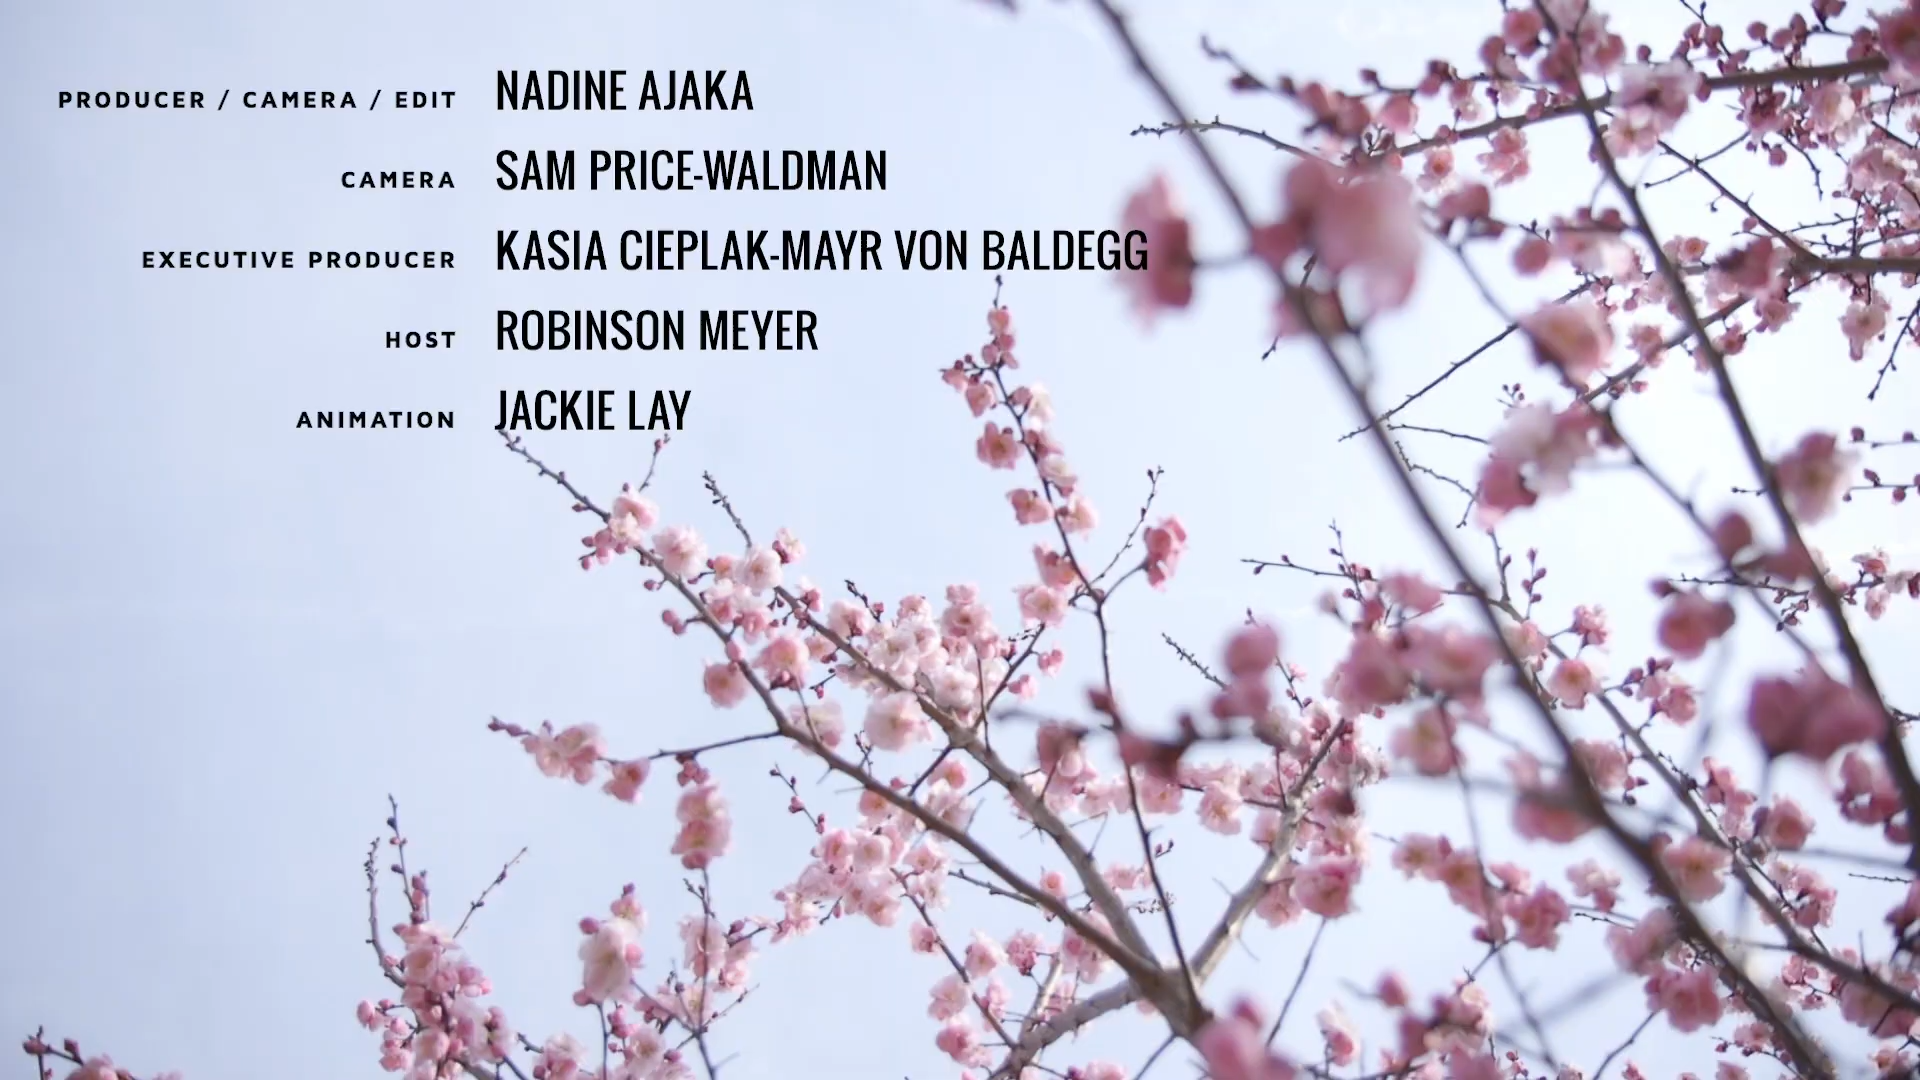 PRODUCER / CAMERA / EDIT NADINE AJAKA
CAMERA SAM PRICE-WALDMAN
EXECUTIVE PRODUCER KASIA CIEPLAK-MAYR VON BALDEGG
HOST ROBINSON MEYER
ANIMATION JACKIE LAY